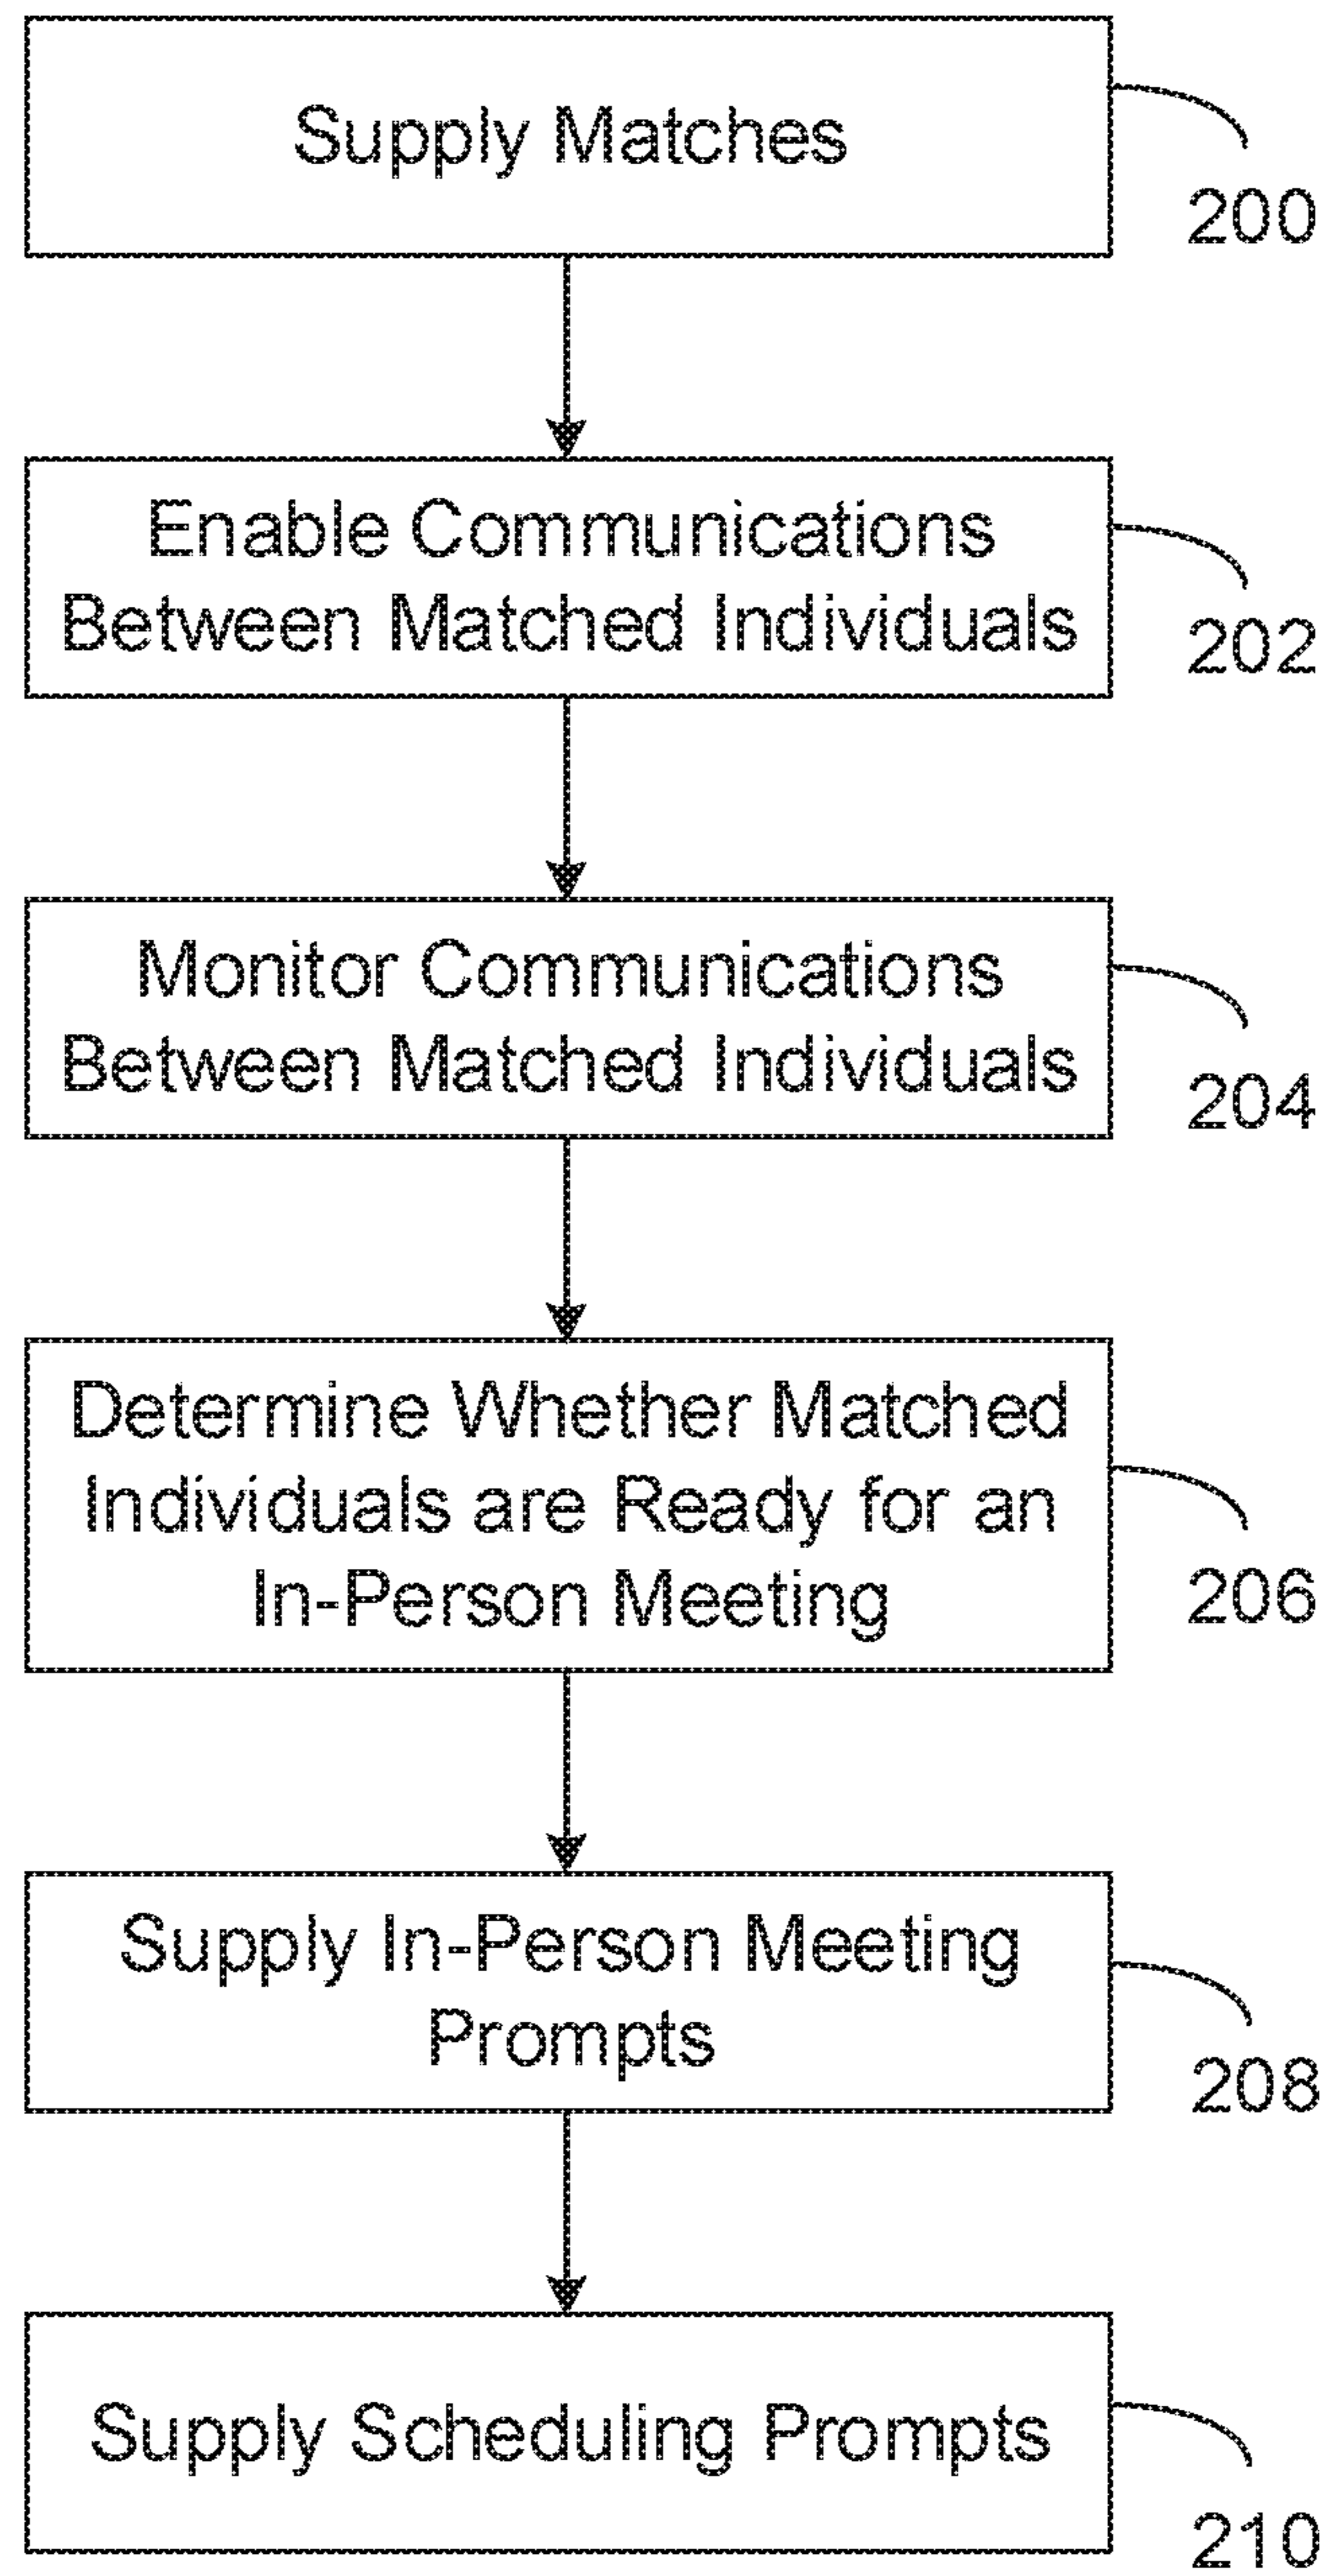 Supply Matches
200
Enable Communications
Between Matched Individuals
202
Monitor Communications
Between Matched Individuals
204
Determine Whether Matched
Individuals are Ready for an
In-Person Meeting
206
Supply In-Person Meeting
Prompts
208
Supply Scheduling Prompts
210